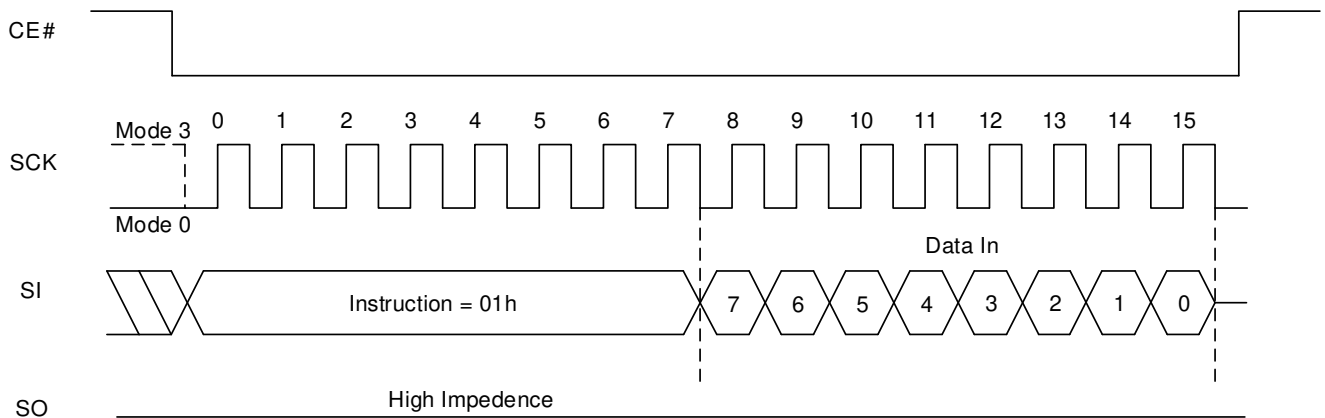 CE#
Mode 3
0 1 2 3 4 5 6 7 8 9 10 11 12 13 14 15
SCK
Mode 0
Data In
SI
Instruction = 01h
7 6 5 4 3 2 1 0
High Impedence
SO